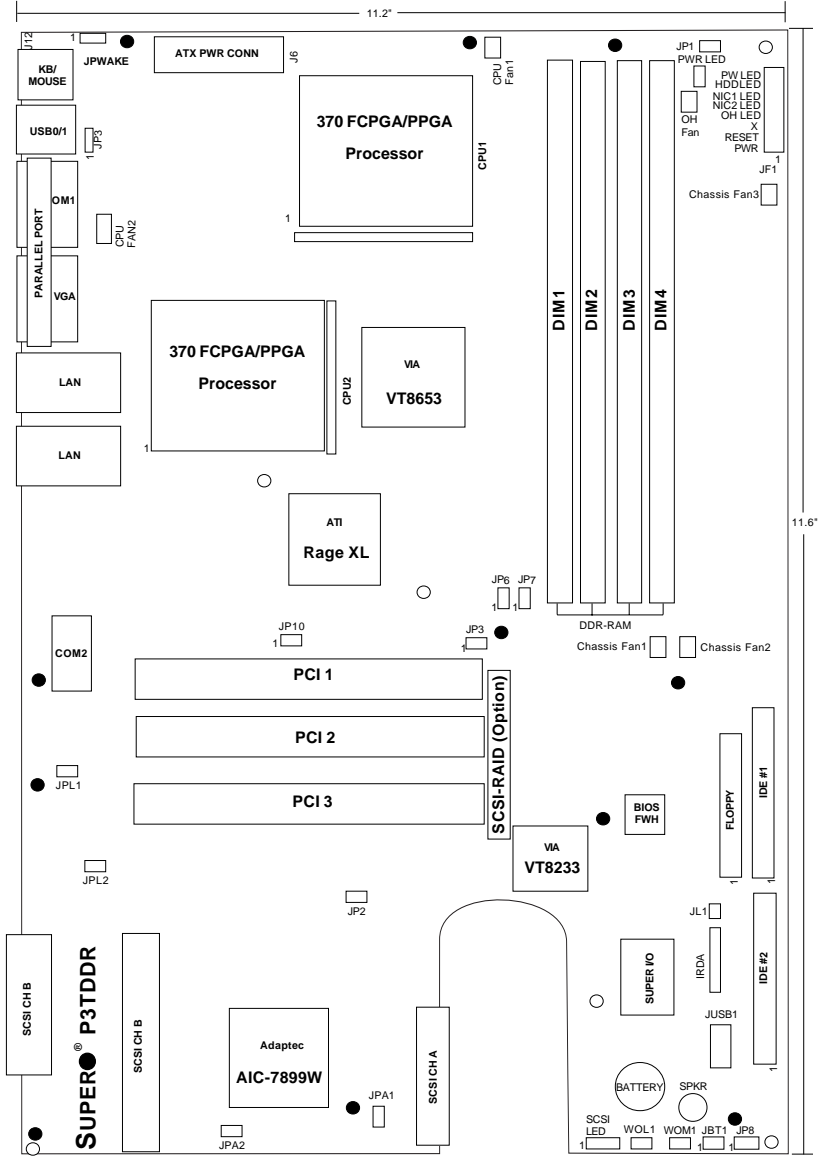 11.2"
J12
1
JPWAKE
ATX PWR CONN
J6
CPU
Fan1
JP1
PWR LED
OH
Fan
PW LED
HDDLED
NIC1 LED
NIC2 LED
OH LED
X
RESET
PWR
1
JF1
KB/
MOUSE
USB0/1
1
JP3
370 FCPGA/PPGA
Processor
CPU1
1
Chassis Fan3
OM1
PARALLEL PORT
VGA
CPU
FAN2
DIM1
DIM2
DIM3
DIM4
370 FCPGA/PPGA
Processor
CPU2
1
VIA
VT8653
LAN
LAN
ATI
Rage XL
11.6"
JP6
1
JP7
1
DDR-RAM
JP10
1
JP3
1
Chassis Fan1
Chassis Fan2
COM2
PCI 1
PCI 2
PCI 3
SCSI-RAID (Option)
JPL1
BIOS
FWH
FLOPPY
1
IDE #1
1
VIA
VT8233
JPL2
JP2
JL1
IRDA
IDE #2
1
SCSI CH B
SUPER® P3TDDR
SCSI CH B
Adaptec
AIC-7899W
SCSI CH A
SUPER I/O
JUSB1
JPA1
JPA2
BATTERY
SPKR
SCSI
LED
1
WOL1
WOM1
JBT1
1
JP8
1